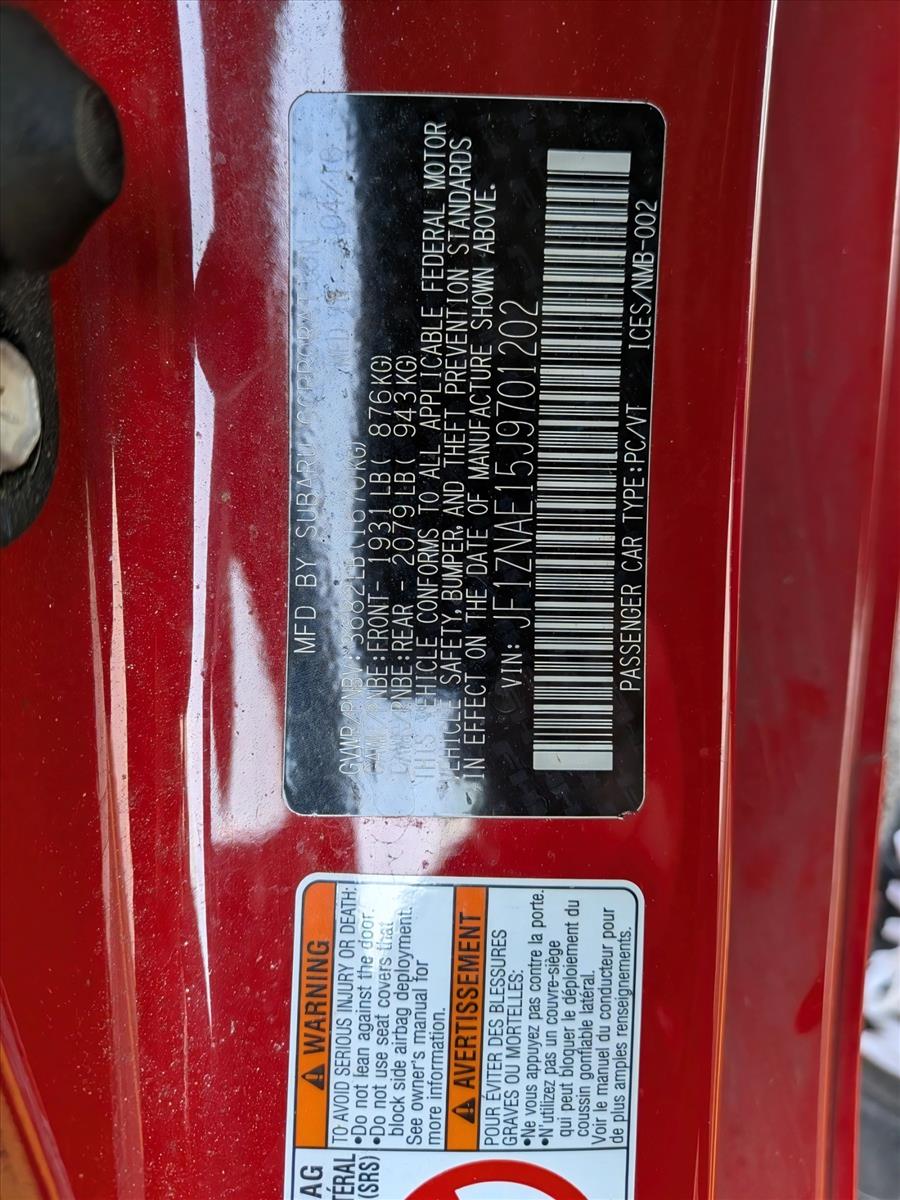 MFD BY SUBARU CORPORATION
04/18
GVWR/PNBV:3682LB(1670KG)
GAWR/PNBE:FRONT-1931LB( 876KG)
GAWR/PNBE:REAR -2079LB( 943KG)
THIS VEHICLE CONFORMS TO ALL APPLICABLE FEDERAL MOTOR
VEHICLE SAFETY,BUMPER, AND THEFT PREVENTION STANDARDS
IN EFFECT ON THE DATE OF MANUFACTURE SHOWN ABOVE.
VIN: JF1ZNAE15J9701202
PASSENGER CAR TYPE:PC/VT ICES/NMB-002
AG
TÉRAL
(SRS)
WARNING
TO AVOID SERIOUS INJURY OR DEATH:
•Do not lean against the door.
•Do not use seat covers that
block side airbag deployment.
See owner's manual for
more information.
AVERTISSEMENT
POUR ÉVITER DES BLESSURES
GRAVES OU MORTELLES:
•Ne vous appuyez pas contre la porte.
•N'utilizez pas un couvre-siège
qui peut bloquer le déploiement du
coussin gonflable latéral.
Voir le manuel du conducteur pour
de plus amples renseignements.